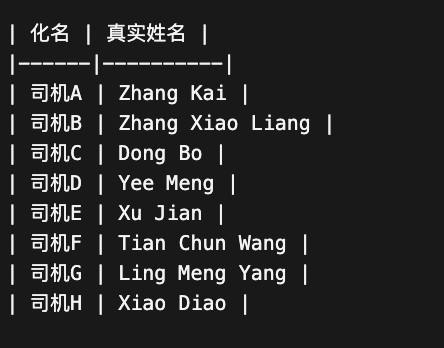 | 化名 | 真实姓名 |
|------|----------|
| 司机A | Zhang Kai |
| 司机B | Zhang Xiao Liang |
| 司机C | Dong Bo |
| 司机D | Yee Meng |
| 司机E | Xu Jian |
| 司机F | Tian Chun Wang |
| 司机G | Ling Meng Yang |
| 司机H | Xiao Diao |